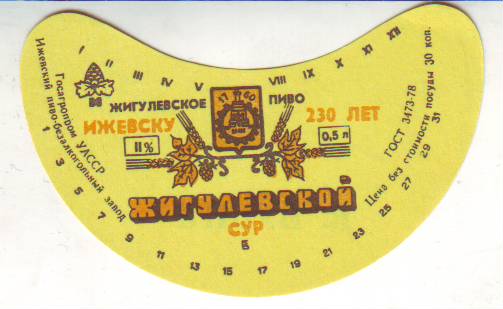 I II III IV V VIII IX X XI XII
Госагропром УАССР
Ижевский пиво-безалкогольный завод
ЖИГУЛЕВСКОЕ ПИВО
17 60
ИЖЕВСКУ 230 ЛЕТ
11% 0,5 л
ГОСТ 3473-78
Цена без стоимости посуды 30 коп.
ЖИГУЛЕВСКОЙ
СУР
Б
1 3 5 7 9 11 13 15 17 19 21 23 25 27 29 31